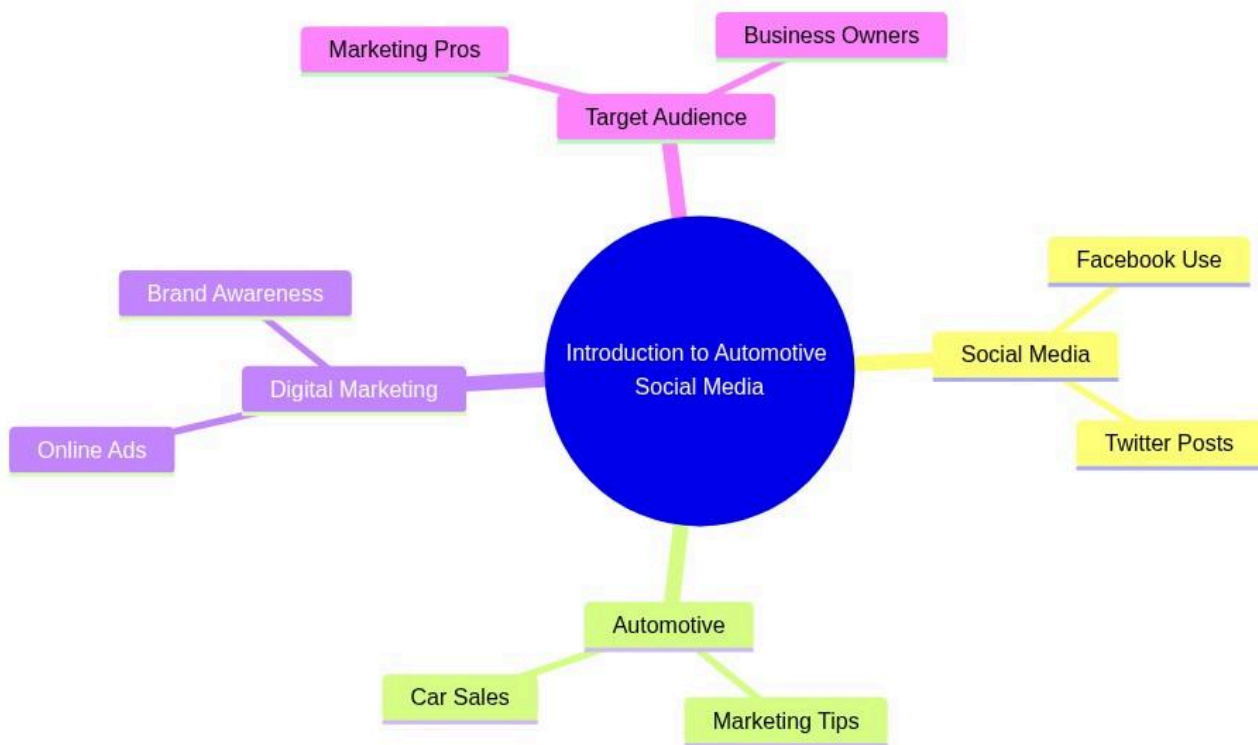 Marketing Pros
Business Owners
Target Audience
Facebook Use
Brand Awareness
Introduction to Automotive
Social Media
Social Media
Digital Marketing
Online Ads
Twitter Posts
Automotive
Car Sales
Marketing Tips